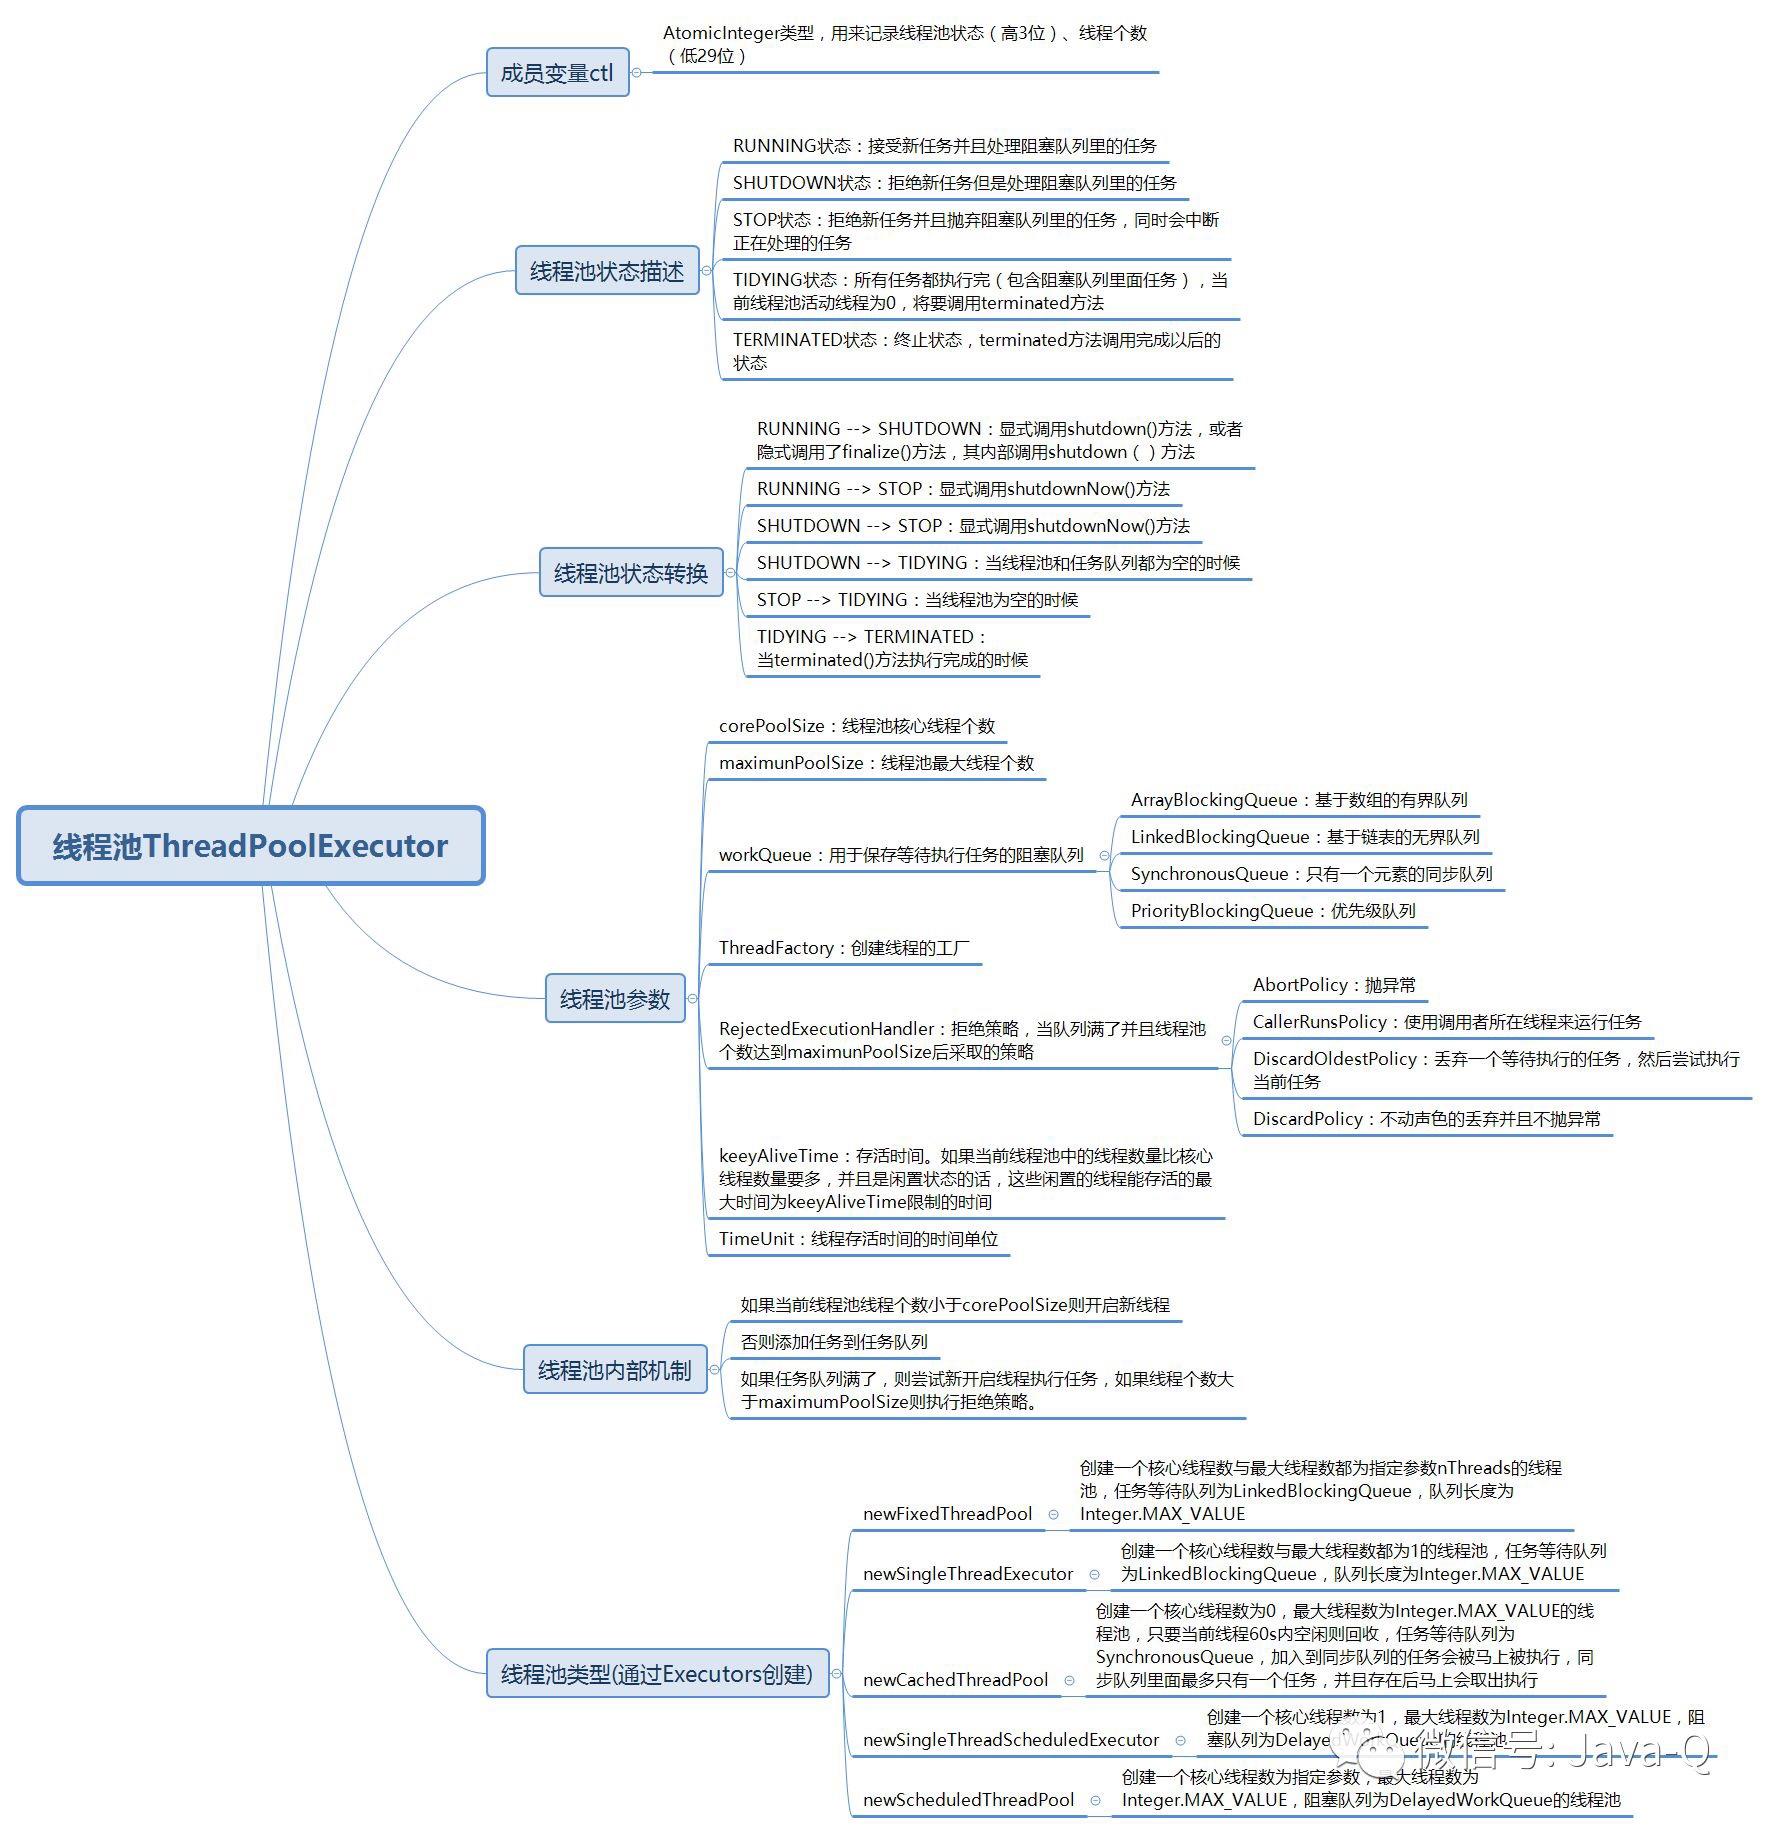 成员变量ctl
AtomicInteger类型，用来记录线程池状态（高3位）、线程个数
（低29位）
线程池状态描述
RUNNING状态：接受新任务并且处理阻塞队列里的任务
SHUTDOWN状态：拒绝新任务但是处理阻塞队列里的任务
STOP状态：拒绝新任务并且抛弃阻塞队列里的任务，同时会中断
正在处理的任务
TIDYING状态：所有任务都执行完（包含阻塞队列里面任务），当
前线程池活动线程为0，将要调用terminated方法
TERMINATED状态：终止状态，terminated方法调用完成以后的
状态
线程池状态转换
RUNNING --> SHUTDOWN：显式调用shutdown()方法，或者
隐式调用了finalize()方法，其内部调用shutdown（）方法
RUNNING --> STOP：显式调用shutdownNow()方法
SHUTDOWN --> STOP：显式调用shutdownNow()方法
SHUTDOWN --> TIDYING：当线程池和任务队列都为空的时候
STOP --> TIDYING：当线程池为空的时候
TIDYING --> TERMINATED：
当terminated()方法执行完成的时候
线程池ThreadPoolExecutor
线程池参数
corePoolSize：线程池核心线程个数
maximunPoolSize：线程池最大线程个数
workQueue：用于保存等待执行任务的阻塞队列
ArrayBlockingQueue：基于数组的有界队列
LinkedBlockingQueue：基于链表的无界队列
SynchronousQueue：只有一个元素的同步队列
PriorityBlockingQueue：优先级队列
ThreadFactory：创建线程的工厂
RejectedExecutionHandler：拒绝策略，当队列满了并且线程池
个数达到maximunPoolSize后采取的策略
AbortPolicy：抛异常
CallerRunsPolicy：使用调用者所在线程来运行任务
DiscardOldestPolicy：丢弃一个等待执行的任务，然后尝试执行
当前任务
DiscardPolicy：不动声色的丢弃并且不抛异常
keeyAliveTime：存活时间。如果当前线程池中的线程数量比核心
线程数量要多，并且是闲置状态的话，这些闲置的线程能存活的最
大时间为keeyAliveTime限制的时间
TimeUnit：线程存活时间的时间单位
线程池内部机制
如果当前线程池线程个数小于corePoolSize则开启新线程
否则添加任务到任务队列
如果任务队列满了，则尝试新开启线程执行任务，如果线程个数大
于maximumPoolSize则执行拒绝策略。
线程池类型(通过Executors创建)
newFixedThreadPool
创建一个核心线程数与最大线程数都为指定参数nThreads的线程
池，任务等待队列为LinkedBlockingQueue，队列长度为
Integer.MAX_VALUE
newSingleThreadExecutor
创建一个核心线程数与最大线程数都为1的线程池，任务等待队列
为LinkedBlockingQueue，队列长度为Integer.MAX_VALUE
newCachedThreadPool
创建一个核心线程数为0，最大线程数为Integer.MAX_VALUE的线
程池，只要当前线程60s内空闲则回收，任务等待队列为
SynchronousQueue，加入到同步队列的任务会被马上被执行，同
步队列里面最多只有一个任务，并且存在后马上会取出执行
newSingleThreadScheduledExecutor
创建一个核心线程数为1，最大线程数为Integer.MAX_VALUE，阻
塞队列为DelayedWorkQueue的线程池
newScheduledThreadPool
创建一个核心线程数为指定参数，最大线程数为
Integer.MAX_VALUE，阻塞队列为DelayedWorkQueue的线程池
微信号: Java-Q